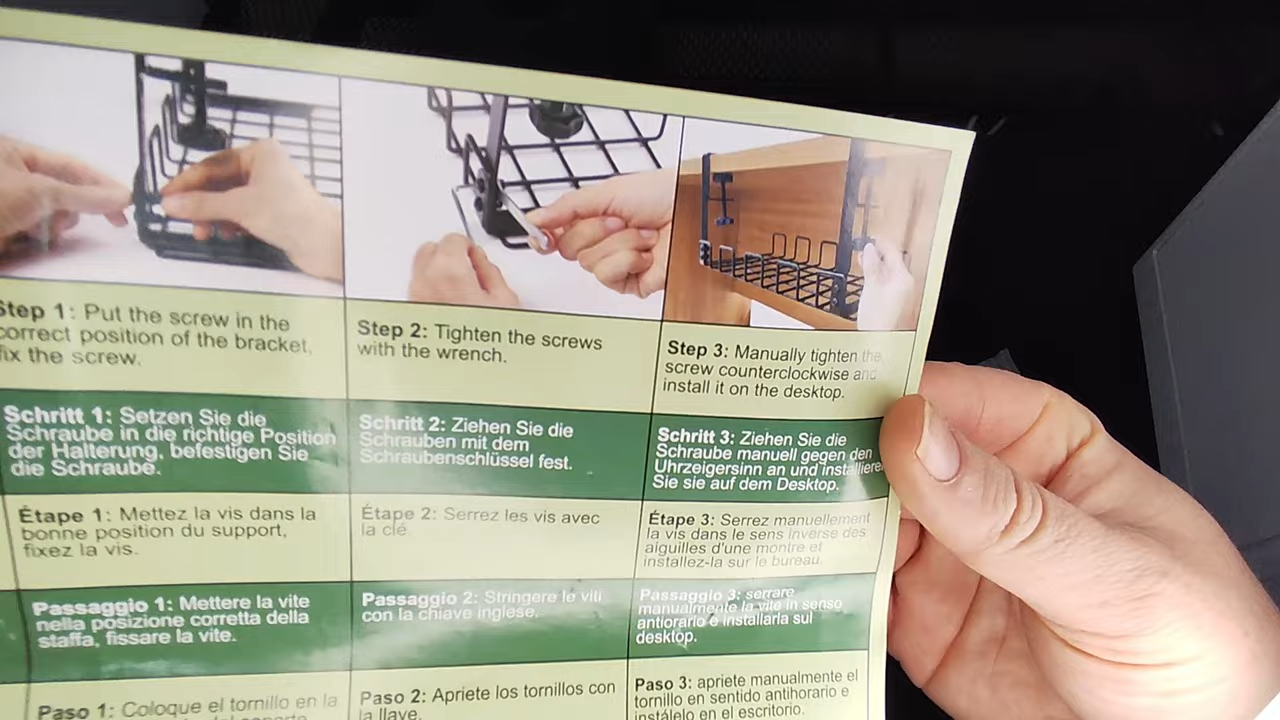 Step 1: Put the screw in the
correct position of the bracket,
fix the screw.
Step 2: Tighten the screws
with the wrench.
Step 3: Manually tighten the
screw counterclockwise and
install it on the desktop.
Schritt 1: Setzen Sie die
Schraube in die richtige Position
der Halterung, befestigen Sie
die Schraube.
Schritt 2: Ziehen Sie die
Schrauben mit dem
Schraubenschlüssel fest.
Schritt 3: Ziehen Sie die
Schraube manuell gegen den
Uhrzeigersinn an und installieren
Sie sie auf dem Desktop.
Étape 1: Mettez la vis dans la
bonne position du support,
fixez la vis.
Étape 2: Serrez les vis avec
la clé.
Étape 3: Serrez manuellement
la vis dans le sens inverse des
aiguilles d'une montre et
installez-la sur le bureau.
Passaggio 1: Mettere la vite
nella posizione corretta della
staffa, fissare la vite.
Passaggio 2: Stringere le viti
con la chiave inglese.
Passaggio 3: serrare
manualmente la vite in senso
antiorario e installarla sul
desktop.
Paso 1: Coloque el tornillo en la
Paso 2: Apriete los tornillos con
la llave.
Paso 3: apriete manualmente el
tornillo en sentido antihorario e
instálelo en el escritorio.